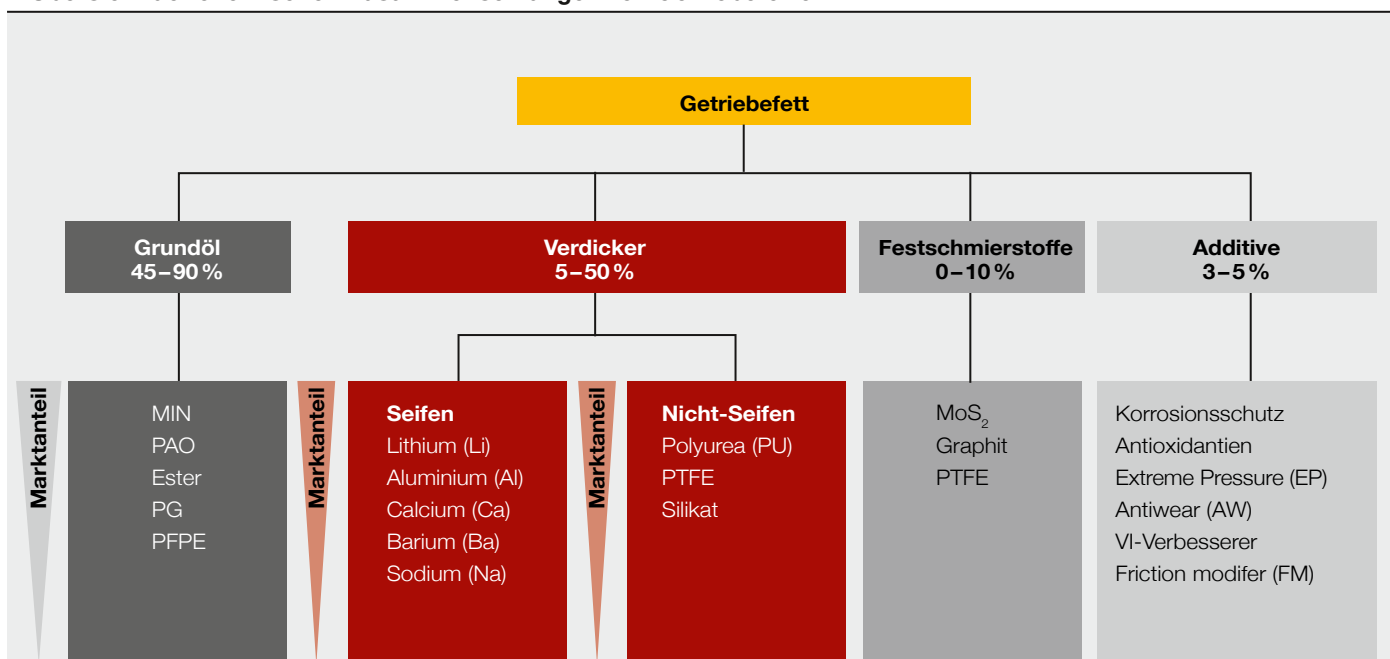 Getriebefett
Grundöl
45–90 %
Verdicker
5–50 %
Festschmierstoffe
0–10 %
Additive
3–5 %
Marktanteil
MIN
PAO
Ester
PG
PFPE
Marktanteil
Seifen
Lithium (Li)
Aluminium (Al)
Calcium (Ca)
Barium (Ba)
Sodium (Na)
Marktanteil
Nicht-Seifen
Polyurea (PU)
PTFE
Silikat
MoS₂
Graphit
PTFE
Korrosionsschutz
Antioxidantien
Extreme Pressure (EP)
Antiwear (AW)
VI-Verbesserer
Friction modifer (FM)